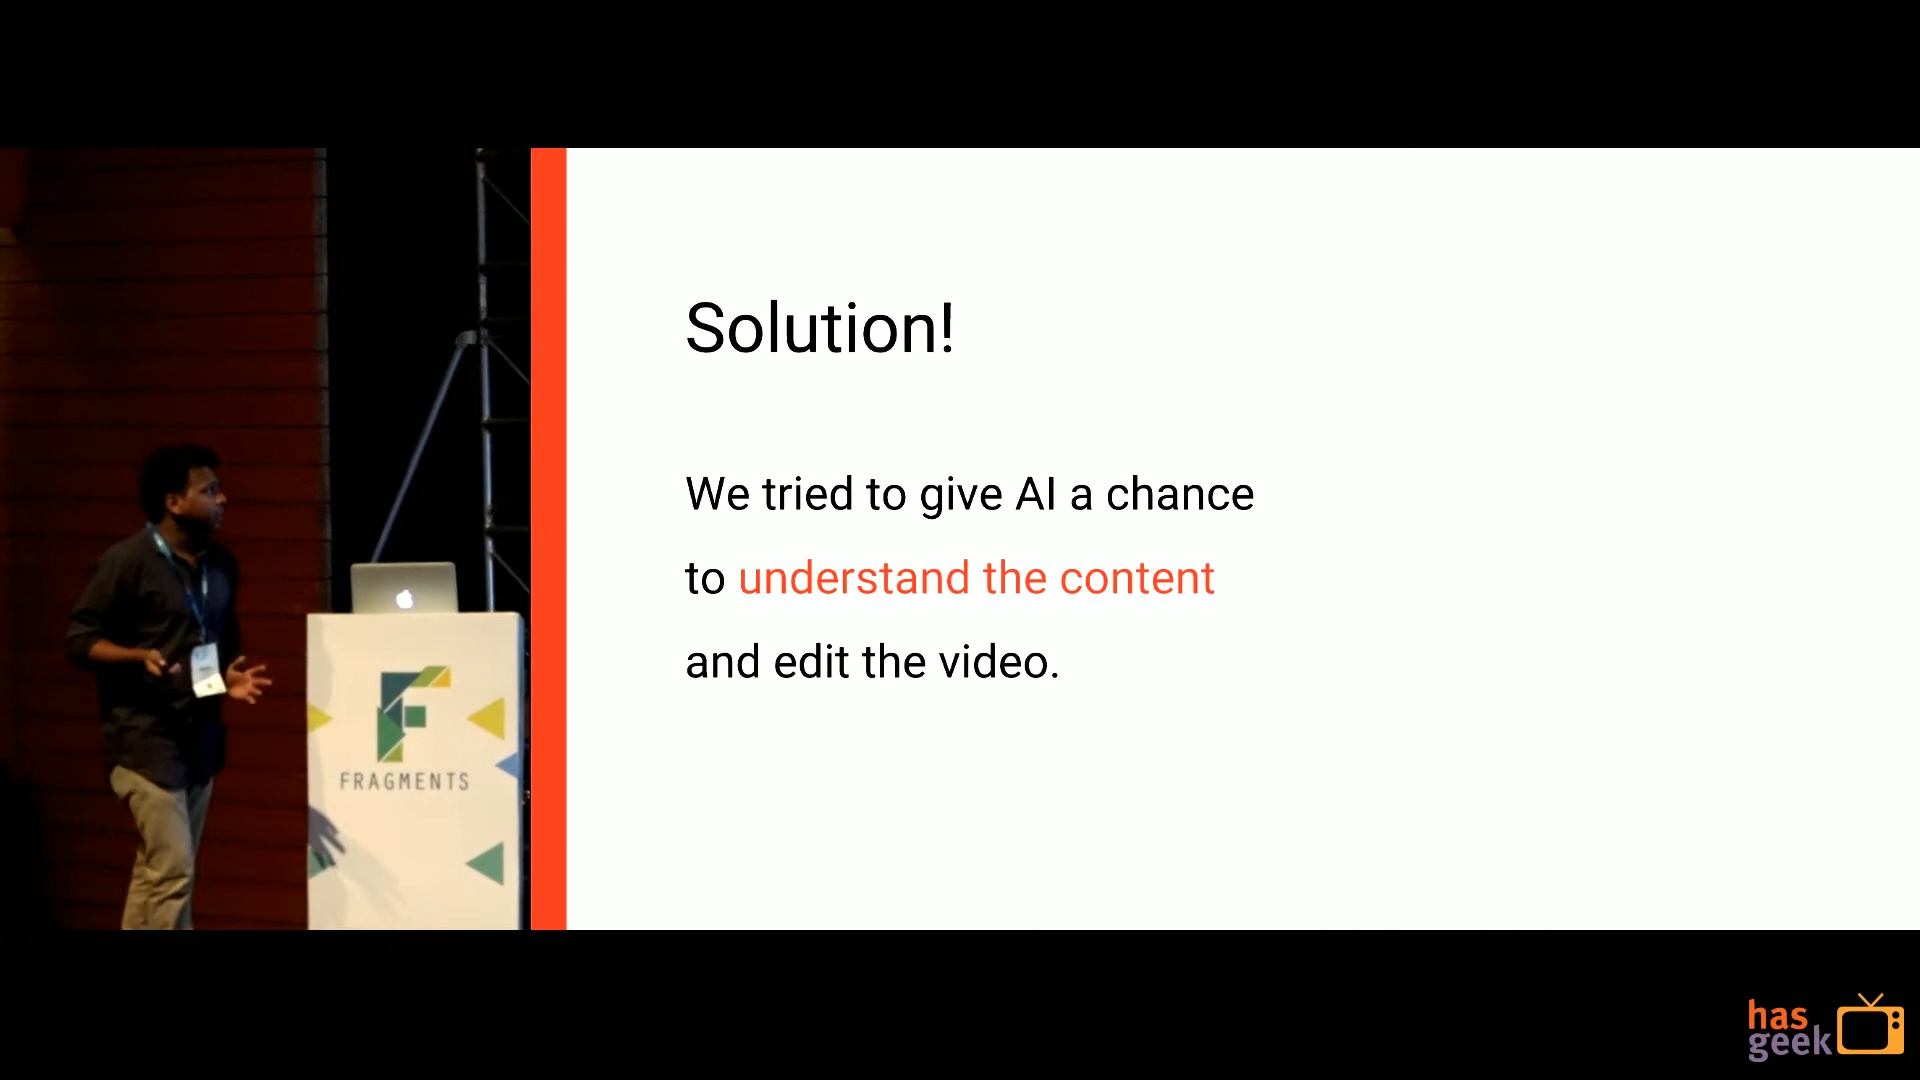 Solution!
We tried to give AI a chance
to understand the content
and edit the video.
FRAGMENTS
has
geek